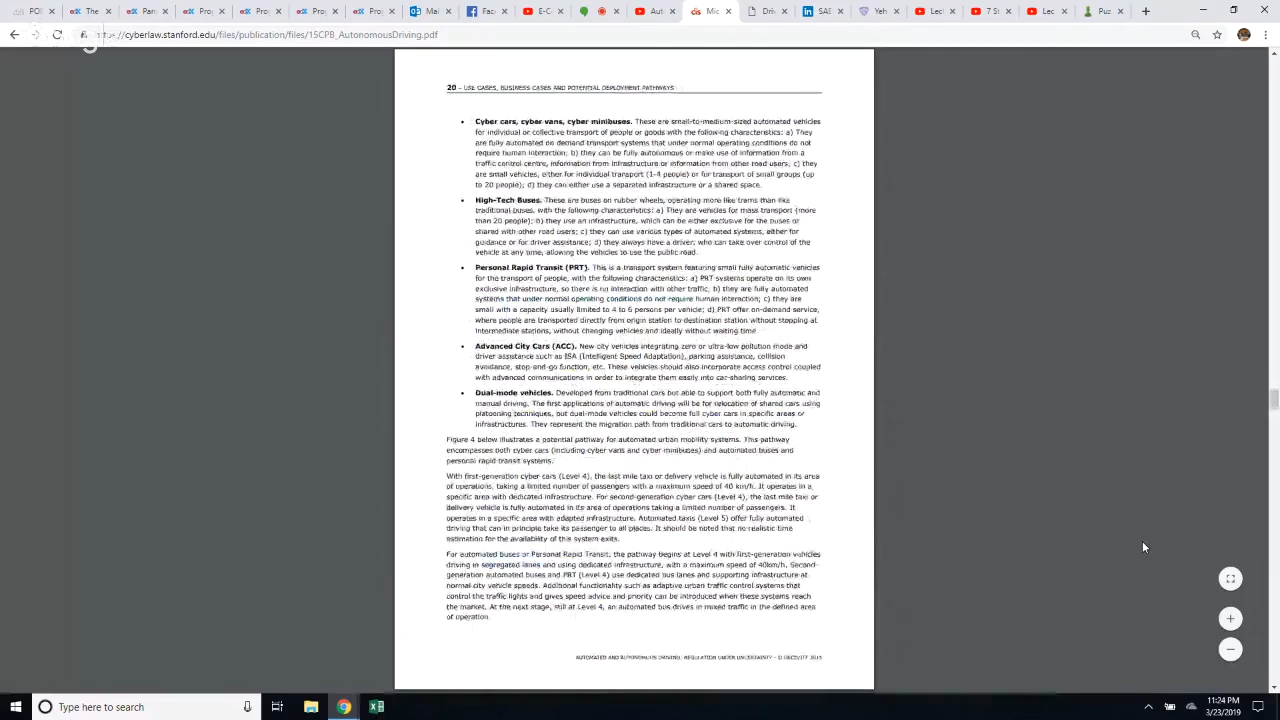 PDF
Pan
Pro
Pro
Pro
Pro
Mai
Fac
E-C
Auto
Mic
Driv
SAE
Yeh
Lect
7 Si
Lec
Puz
cyberlaw.stanford.edu/files/publication/files/15CPB_AutonomousDriving.pdf
20 – USE CASES, BUSINESS CASES AND POTENTIAL DEPLOYMENT PATHWAYS
• Cyber cars, cyber vans, cyber minibuses. These are small-to-medium-sized automated vehicles
for individual or collective transport of people or goods with the following characteristics: a) They
are fully automated on demand transport systems that under normal operating conditions do not
require human interaction; b) they can be fully autonomous or make use of information from a
traffic control centre, information from infrastructure or information from other road users; c) they
are small vehicles, either for individual transport (1-4 people) or for transport of small groups (up
to 20 people); d) they can either use a separated infrastructure or a shared space.
• High-Tech Buses. These are buses on rubber wheels, operating more like trams than like
traditional buses, with the following characteristics: a) They are vehicles for mass transport (more
than 20 people); b) they use an infrastructure, which can be either exclusive for the buses or
shared with other road users; c) they can use various types of automated systems, either for
guidance or for driver assistance; d) they always have a driver, who can take over control of the
vehicle at any time, allowing the vehicles to use the public road.
• Personal Rapid Transit (PRT). This is a transport system featuring small fully automatic vehicles
for the transport of people, with the following characteristics: a) PRT systems operate on its own
exclusive infrastructure, so there is no interaction with other traffic; b) they are fully automated
systems that under normal operating conditions do not require human interaction; c) they are
small with a capacity usually limited to 4 to 6 persons per vehicle; d) PRT offer on-demand service,
where people are transported directly from origin station to destination station without stopping at
intermediate stations, without changing vehicles and ideally without waiting time.
• Advanced City Cars (ACC). New city vehicles integrating zero or ultra-low pollution mode and
driver assistance such as ISA (Intelligent Speed Adaptation), parking assistance, collision
avoidance, stop-and-go function, etc. These vehicles should also incorporate access control coupled
with advanced communications in order to integrate them easily into car-sharing services.
• Dual-mode vehicles. Developed from traditional cars but able to support both fully automatic and
manual driving. The first applications of automatic driving will be for relocation of shared cars using
platooning techniques, but dual-mode vehicles could become full cyber cars in specific areas or
infrastructures. They represent the migration path from traditional cars to automatic driving.
Figure 4 below illustrates a potential pathway for automated urban mobility systems. This pathway
encompasses both cyber cars (including cyber vans and cyber minibuses) and automated buses and
personal rapid transit systems.
With first-generation cyber cars (Level 4), the last mile taxi or delivery vehicle is fully automated in its area
of operations, taking a limited number of passengers with a maximum speed of 40 km/h. It operates in a
specific area with dedicated infrastructure. For second-generation cyber cars (Level 4), the last mile taxi or
delivery vehicle is fully automated in its area of operations taking a limited number of passengers. It
operates in a specific area with adapted infrastructure. Automated taxis (Level 5) offer fully automated
driving that can in principle take its passenger to all places. It should be noted that no realistic time
estimation for the availability of this system exits.
For automated buses or Personal Rapid Transit, the pathway begins at Level 4 with first-generation vehicles
driving in segregated lanes and using dedicated infrastructure, with a maximum speed of 40km/h. Second-
generation automated buses and PRT (Level 4) use dedicated bus lanes and supporting infrastructure at
normal city vehicle speeds. Additional functionality such as adaptive urban traffic control systems that
control the traffic lights and gives speed advice and priority can be introduced when these systems reach
the market. At the next stage, still at Level 4, an automated bus drives in mixed traffic in the defined area
of operation.
AUTOMATED AND AUTONOMOUS DRIVING: REGULATION UNDER UNCERTAINTY – © OECD/ITF 2015
Type here to search
11:24 PM
3/23/2019